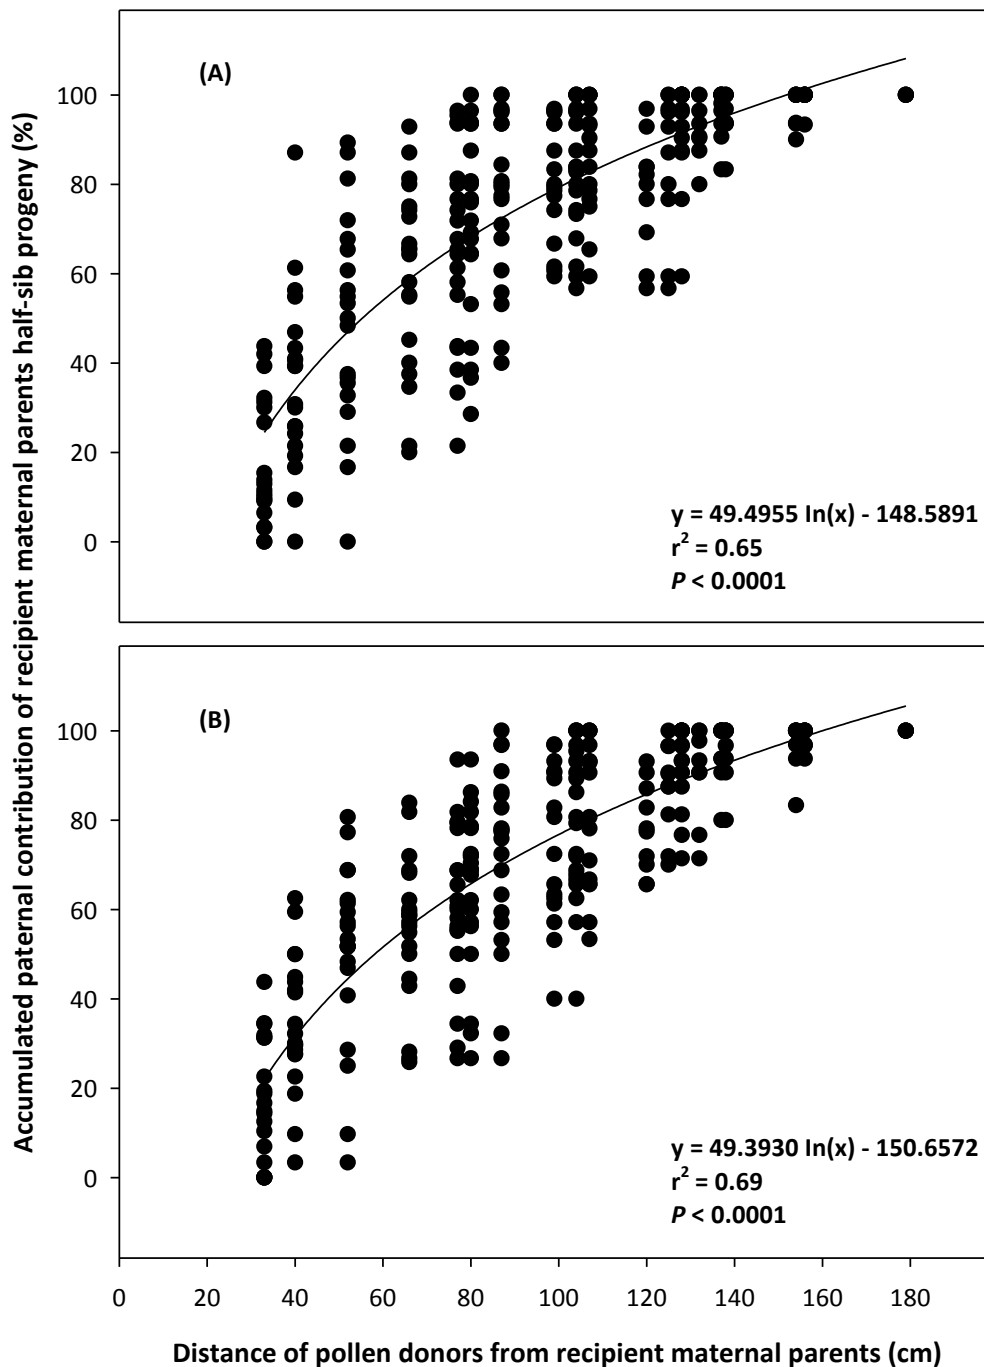 Accumulated paternal contribution of recipient maternal parents half-sib progeny (%)
(A)
100
80
60
40
20
0
y = 49.4955 ln(x) - 148.5891
r² = 0.65
P < 0.0001
(B)
100
80
60
40
20
0
y = 49.3930 ln(x) - 150.6572
r² = 0.69
P < 0.0001
0 20 40 60 80 100 120 140 160 180
Distance of pollen donors from recipient maternal parents (cm)